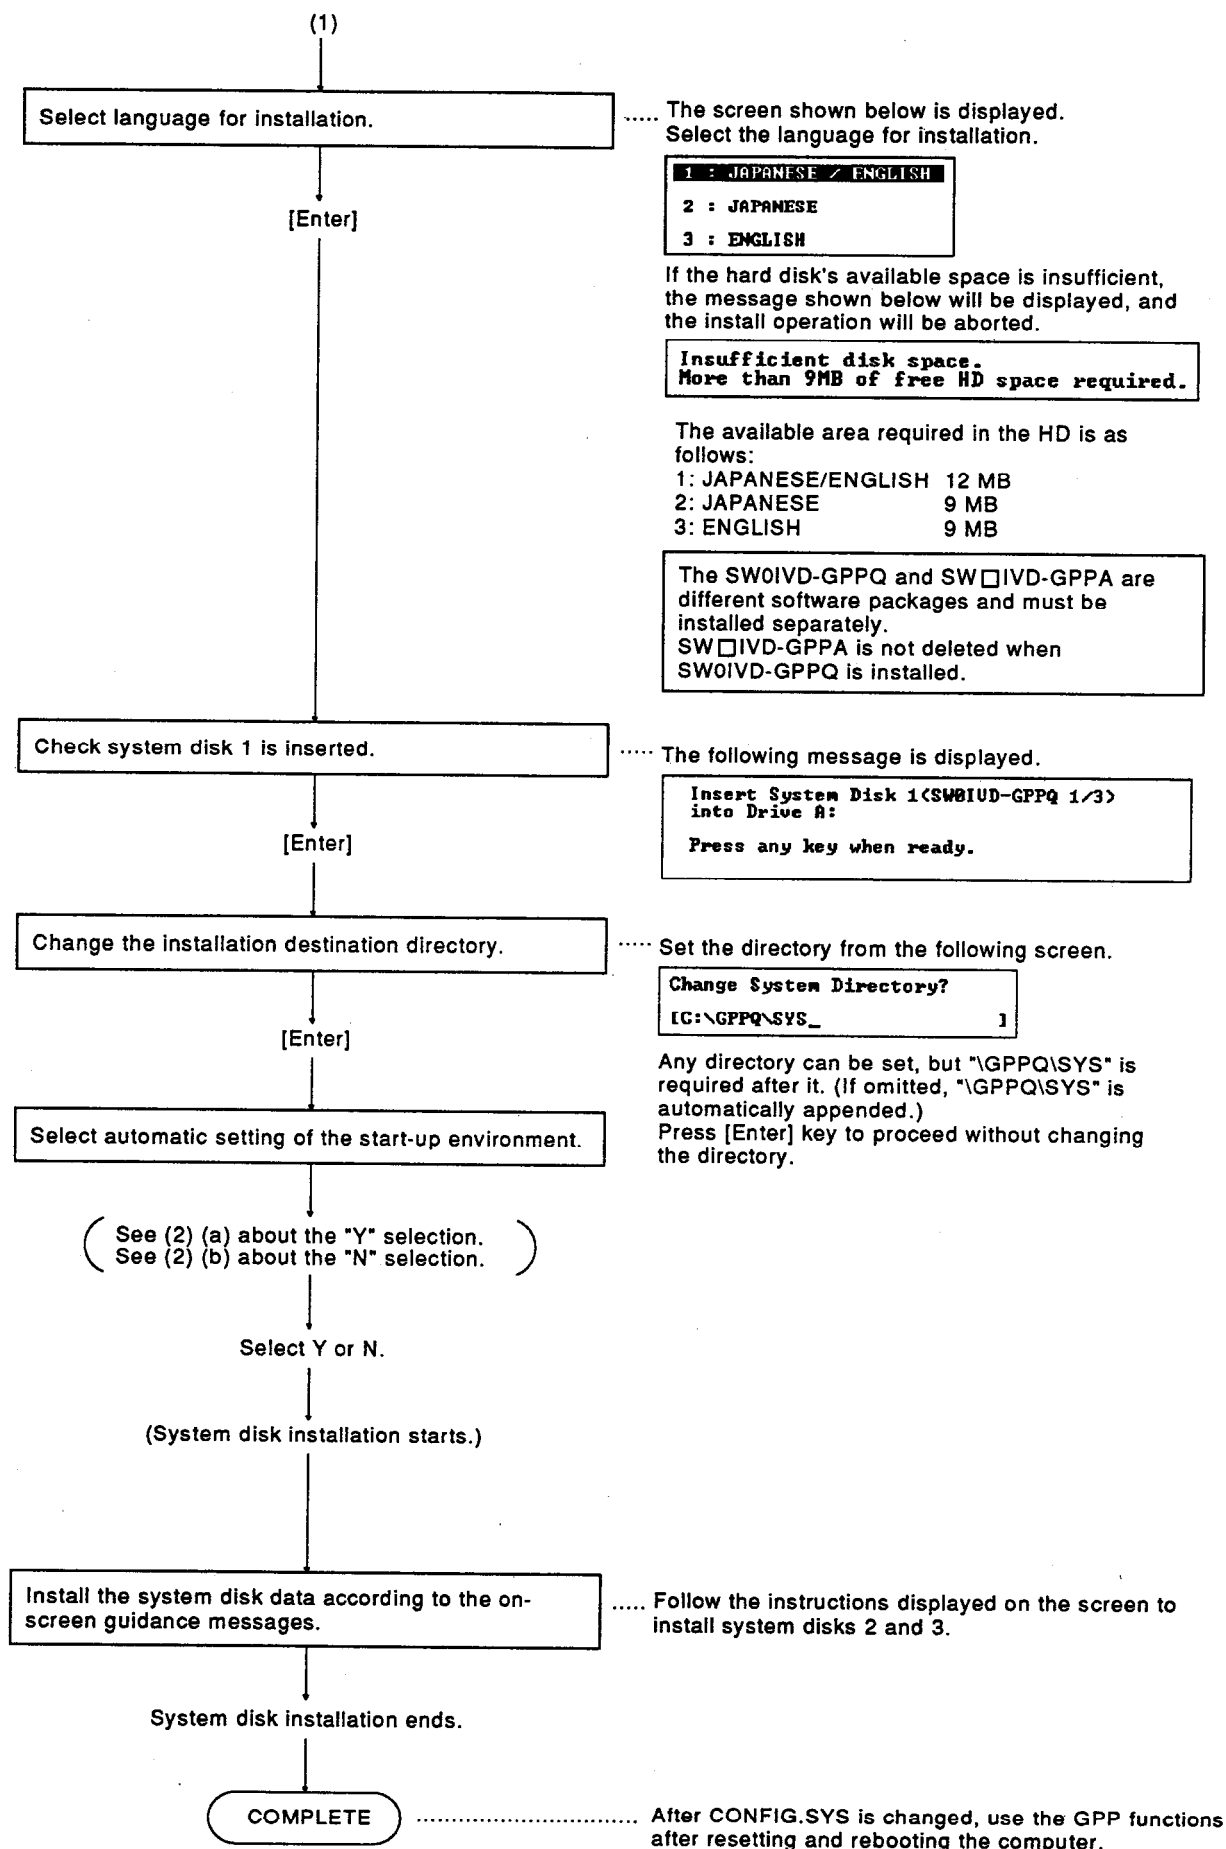 (1)
Select language for installation.
..... The screen shown below is displayed.
Select the language for installation.
1 : JAPANESE / ENGLISH
2 : JAPANESE
3 : ENGLISH
[Enter]
If the hard disk's available space is insufficient,
the message shown below will be displayed, and
the install operation will be aborted.
Insufficient disk space.
More than 9MB of free HD space required.
The available area required in the HD is as
follows:
1: JAPANESE/ENGLISH 12 MB
2: JAPANESE 9 MB
3: ENGLISH 9 MB
The SW0IVD-GPPQ and SW□IVD-GPPA are
different software packages and must be
installed separately.
SW□IVD-GPPA is not deleted when
SW0IVD-GPPQ is installed.
Check system disk 1 is inserted.
..... The following message is displayed.
Insert System Disk 1(SW0IVD-GPPQ 1/3)
into Drive A:
Press any key when ready.
[Enter]
Change the installation destination directory.
..... Set the directory from the following screen.
Change System Directory?
[C:\GPPQ\SYS_ ]
[Enter]
Any directory can be set, but "\GPPQ\SYS" is
required after it. (If omitted, "\GPPQ\SYS" is
automatically appended.)
Press [Enter] key to proceed without changing
the directory.
Select automatic setting of the start-up environment.
See (2) (a) about the "Y" selection.
See (2) (b) about the "N" selection.
Select Y or N.
(System disk installation starts.)
Install the system disk data according to the on-
screen guidance messages.
..... Follow the instructions displayed on the screen to
install system disks 2 and 3.
System disk installation ends.
COMPLETE
.............................. After CONFIG.SYS is changed, use the GPP functions
after resetting and rebooting the computer.